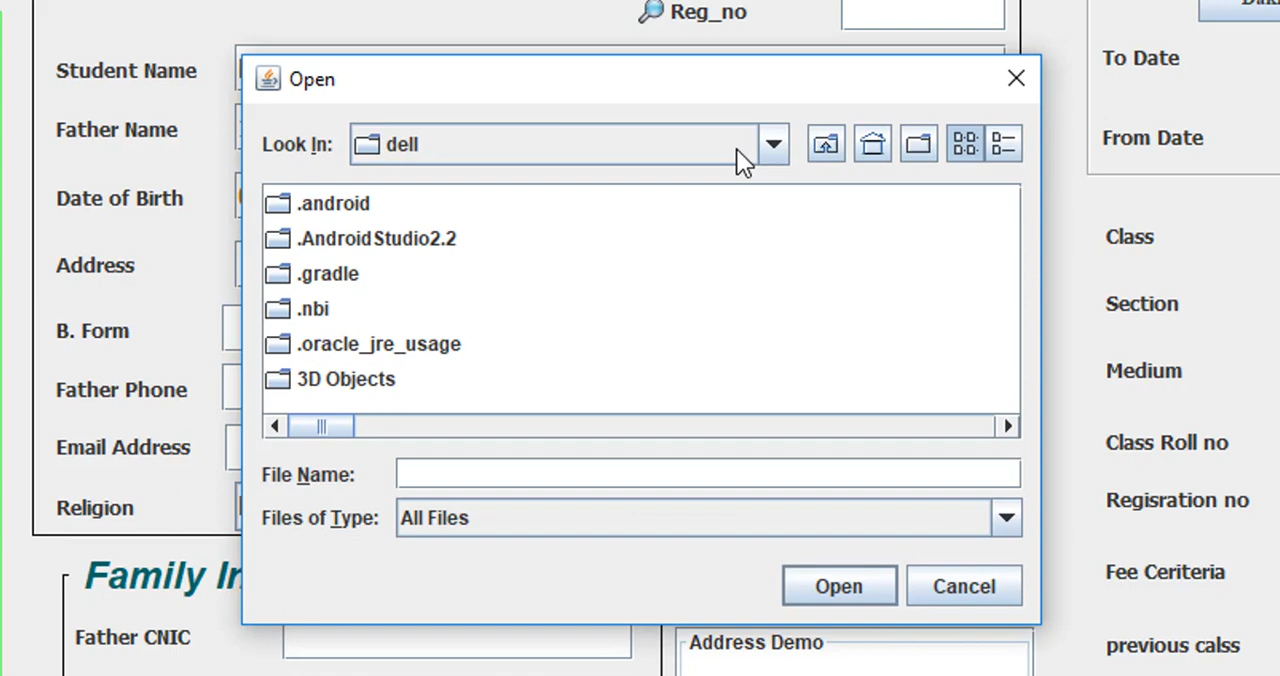 Reg_no
To Date
From Date
Student Name
Father Name
Date of Birth
Address
B. Form
Father Phone
Email Address
Religion
Open
Look In:
dell
.android
.AndroidStudio2.2
.gradle
.nbi
.oracle_jre_usage
3D Objects
File Name:
Files of Type:
All Files
Open
Cancel
Class
Section
Medium
Class Roll no
Regisration no
Fee Ceriteria
previous calss
Family
Father CNIC
Address Demo